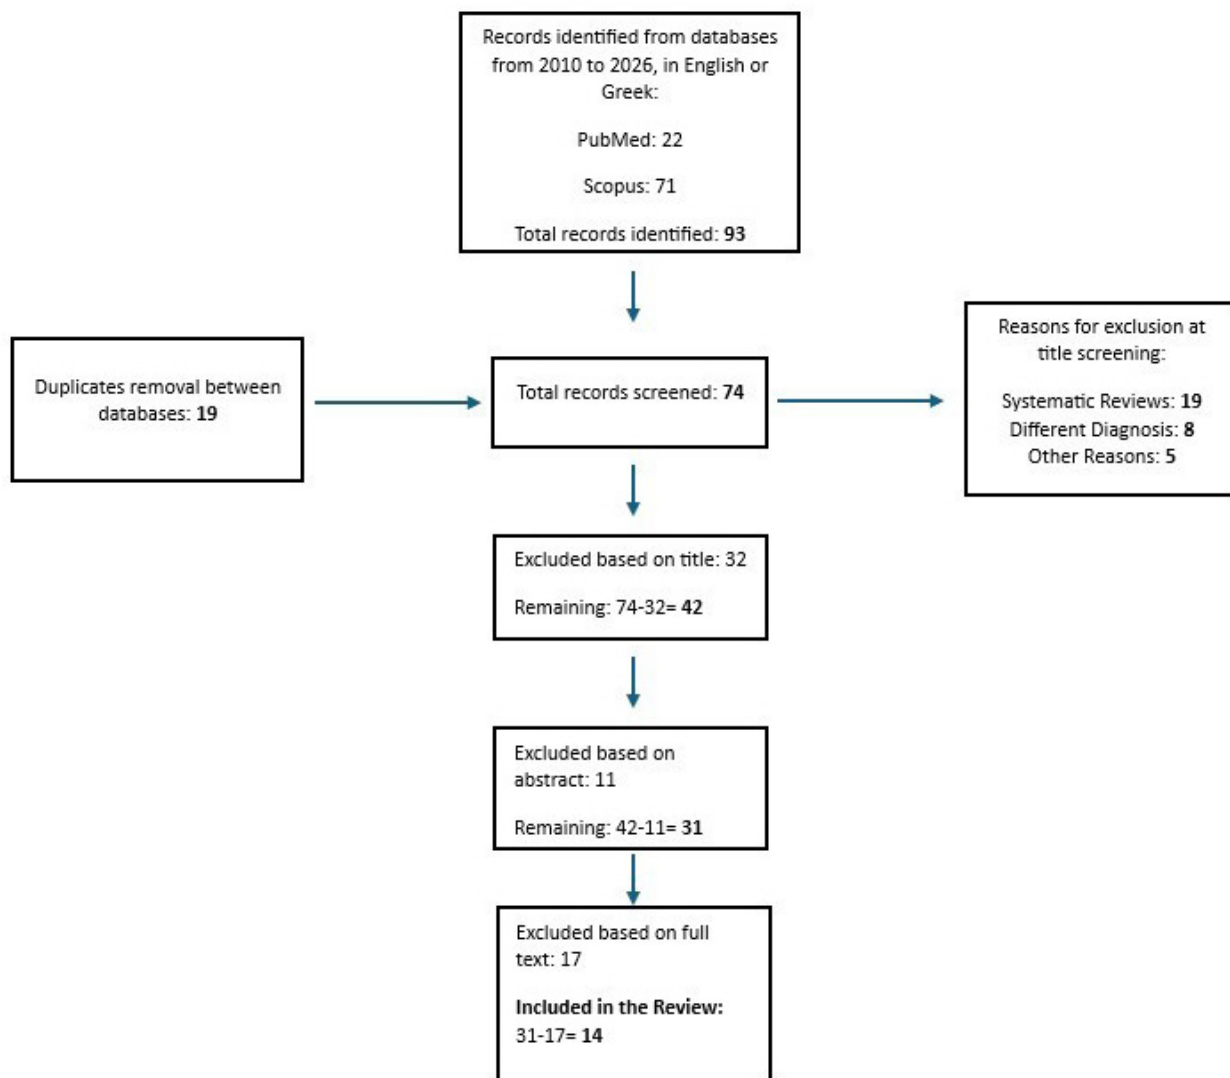 Records identified from databases
from 2010 to 2026, in English or
Greek:
PubMed: 22
Scopus: 71
Total records identified: 93
Duplicates removal between
databases: 19
Total records screened: 74
Reasons for exclusion at
title screening:
Systematic Reviews: 19
Different Diagnosis: 8
Other Reasons: 5
Excluded based on title: 32
Remaining: 74-32= 42
Excluded based on
abstract: 11
Remaining: 42-11= 31
Excluded based on full
text: 17
Included in the Review:
31-17= 14